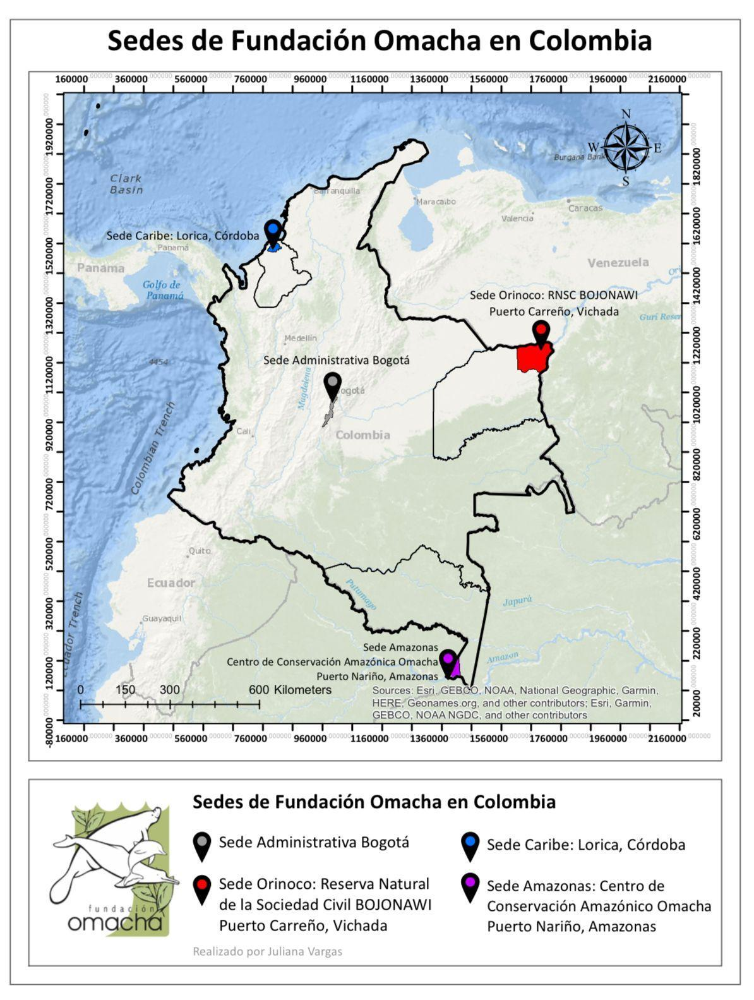 Sedes de Fundación Omacha en Colombia
160000 360000 560000 760000 960000 1160000 1360000 1560000 1760000 1960000 2160000
1920000
1720000
1520000
1320000
1120000
920000
720000
520000
320000
120000
-80000
1820000
1620000
1420000
1220000
1020000
820000
620000
420000
220000
20000
N
W E
S
Burgana Bank
Clark
Basin
Barranquilla
Maracaibo
Caracas
Valencia
Sede Caribe: Lorica, Córdoba
Panamá
Panama
Venezuela
Golfo de
Panamá
Sede Orinoco: RNSC BOJONAWI
Puerto Carreño, Vichada
Medellín
4454
Sede Administrativa Bogotá
ogotá
Magdalena
Cali
Colombia
Colombian Trench
Quito
Ecuador
Putumayo
Japurá
Guayaquil
Ecuador Trench
Sede Amazonas
Centro de Conservación Amazónica Omacha
Puerto Nariño, Amazonas
Amazon
0 150 300 600 Kilometers
Sources: Esri, GEBCO, NOAA, National Geographic, Garmin,
HERE, Geonames.org, and other contributors; Esri, Garmin,
GEBCO, NOAA NGDC, and other contributors
160000 360000 560000 760000 960000 1160000 1360000 1560000 1760000 1960000 2160000
Sedes de Fundación Omacha en Colombia
Sede Administrativa Bogotá
Sede Orinoco: Reserva Natural
de la Sociedad Civil BOJONAWI
Puerto Carreño, Vichada
Sede Caribe: Lorica, Córdoba
Sede Amazonas: Centro de
Conservación Amazónico Omacha
Puerto Nariño, Amazonas
fundación
omacha
Realizado por Juliana Vargas